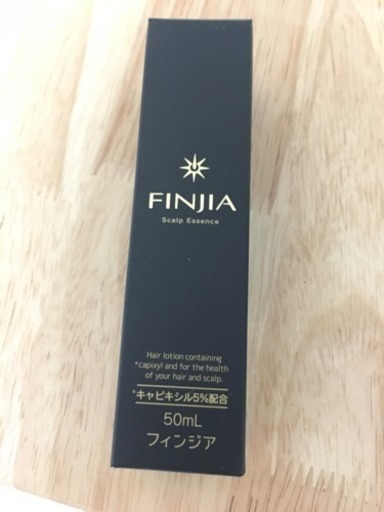 FINJIA
Scalp Essence
Hair lotion containing
*capixyl and for the health
of your hair and scalp.
*キャピキシル5%配合
50mL
フィンジア